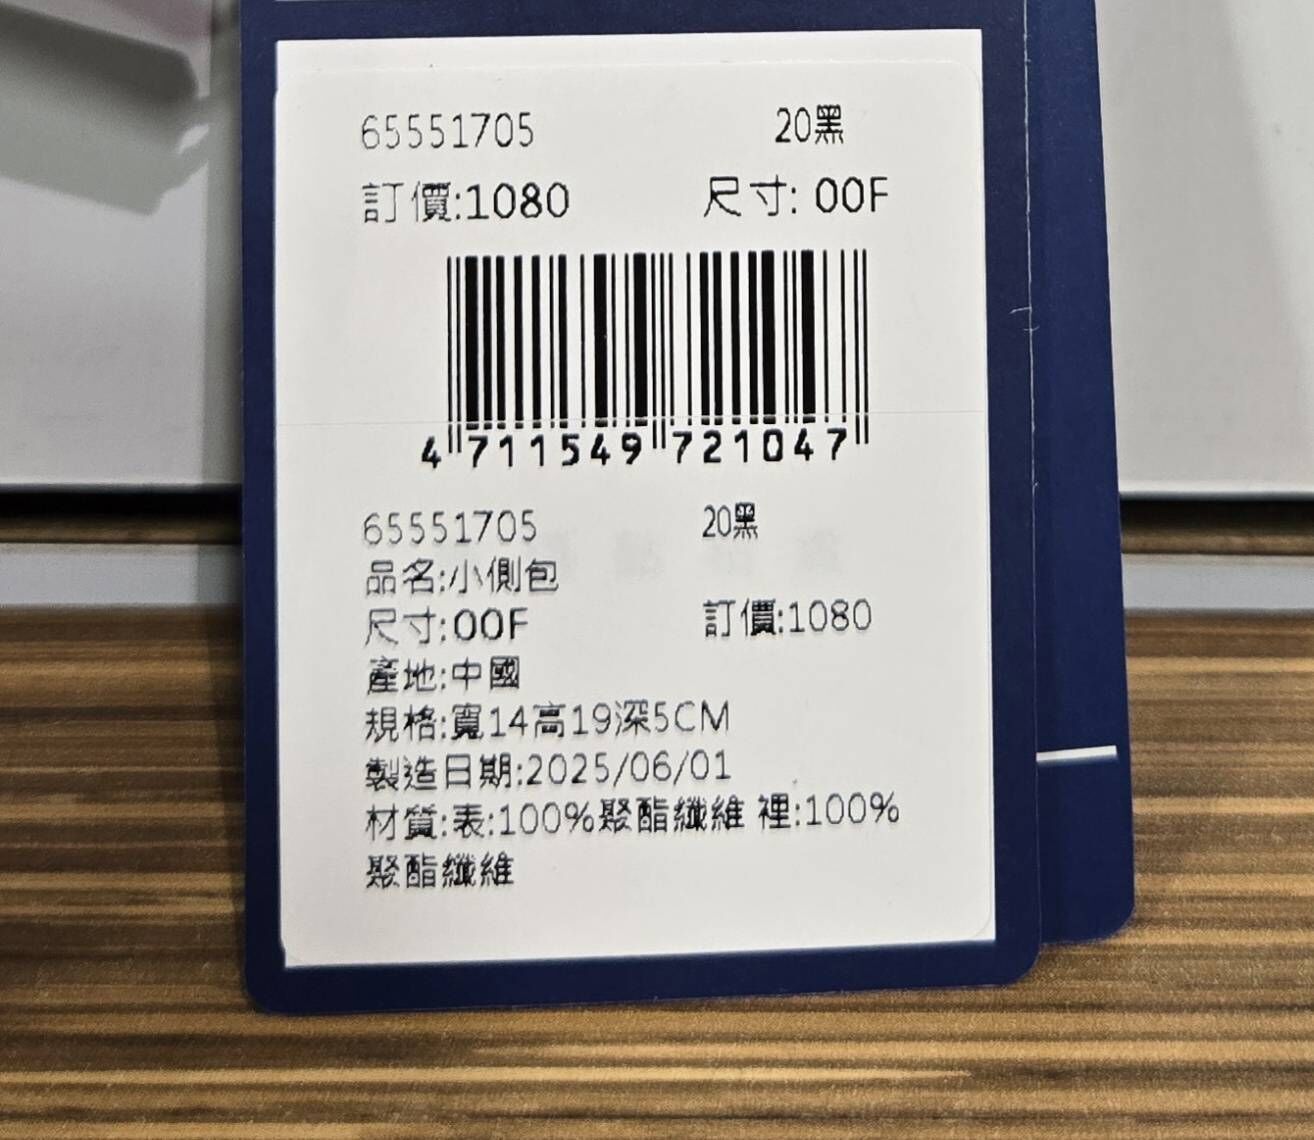 65551705 20黑
訂價:1080 尺寸: 00F
4 711549 721047
65551705 20黑
品名:小側包
尺寸:00F 訂價:1080
產地:中國
規格:寬14高19深5CM
製造日期:2025/06/01
材質:表:100%聚酯纖維 裡:100%
聚酯纖維